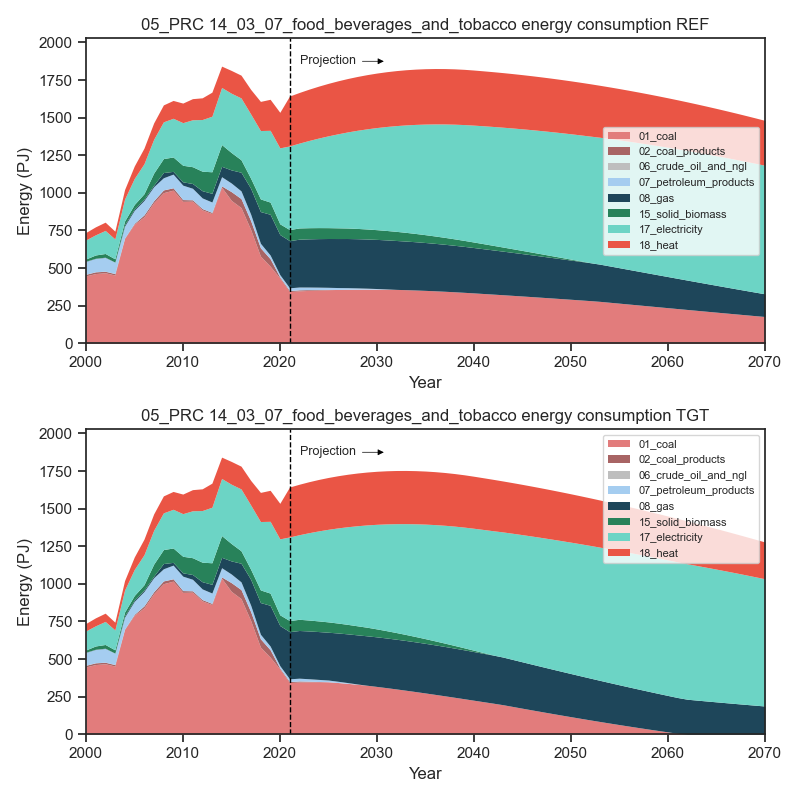 05_PRC 14_03_07_food_beverages_and_tobacco energy consumption REF
2000
1750
1500
1250
1000
750
500
250
0
Energy (PJ)
Projection
01_coal
02_coal_products
06_crude_oil_and_ngl
07_petroleum_products
08_gas
15_solid_biomass
17_electricity
18_heat
2000 2010 2020 2030 2040 2050 2060 2070
Year
05_PRC 14_03_07_food_beverages_and_tobacco energy consumption TGT
2000
1750
1500
1250
1000
750
500
250
0
Energy (PJ)
Projection
01_coal
02_coal_products
06_crude_oil_and_ngl
07_petroleum_products
08_gas
15_solid_biomass
17_electricity
18_heat
2000 2010 2020 2030 2040 2050 2060 2070
Year